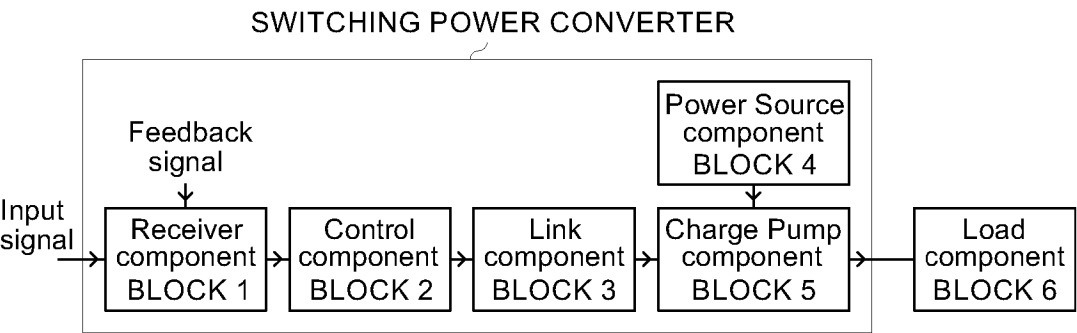 SWITCHING POWER CONVERTER
Power Source
component
BLOCK 4
Feedback
signal
Input
signal
Receiver
component
BLOCK 1
Control
component
BLOCK 2
Link
component
BLOCK 3
Charge Pump
component
BLOCK 5
Load
component
BLOCK 6